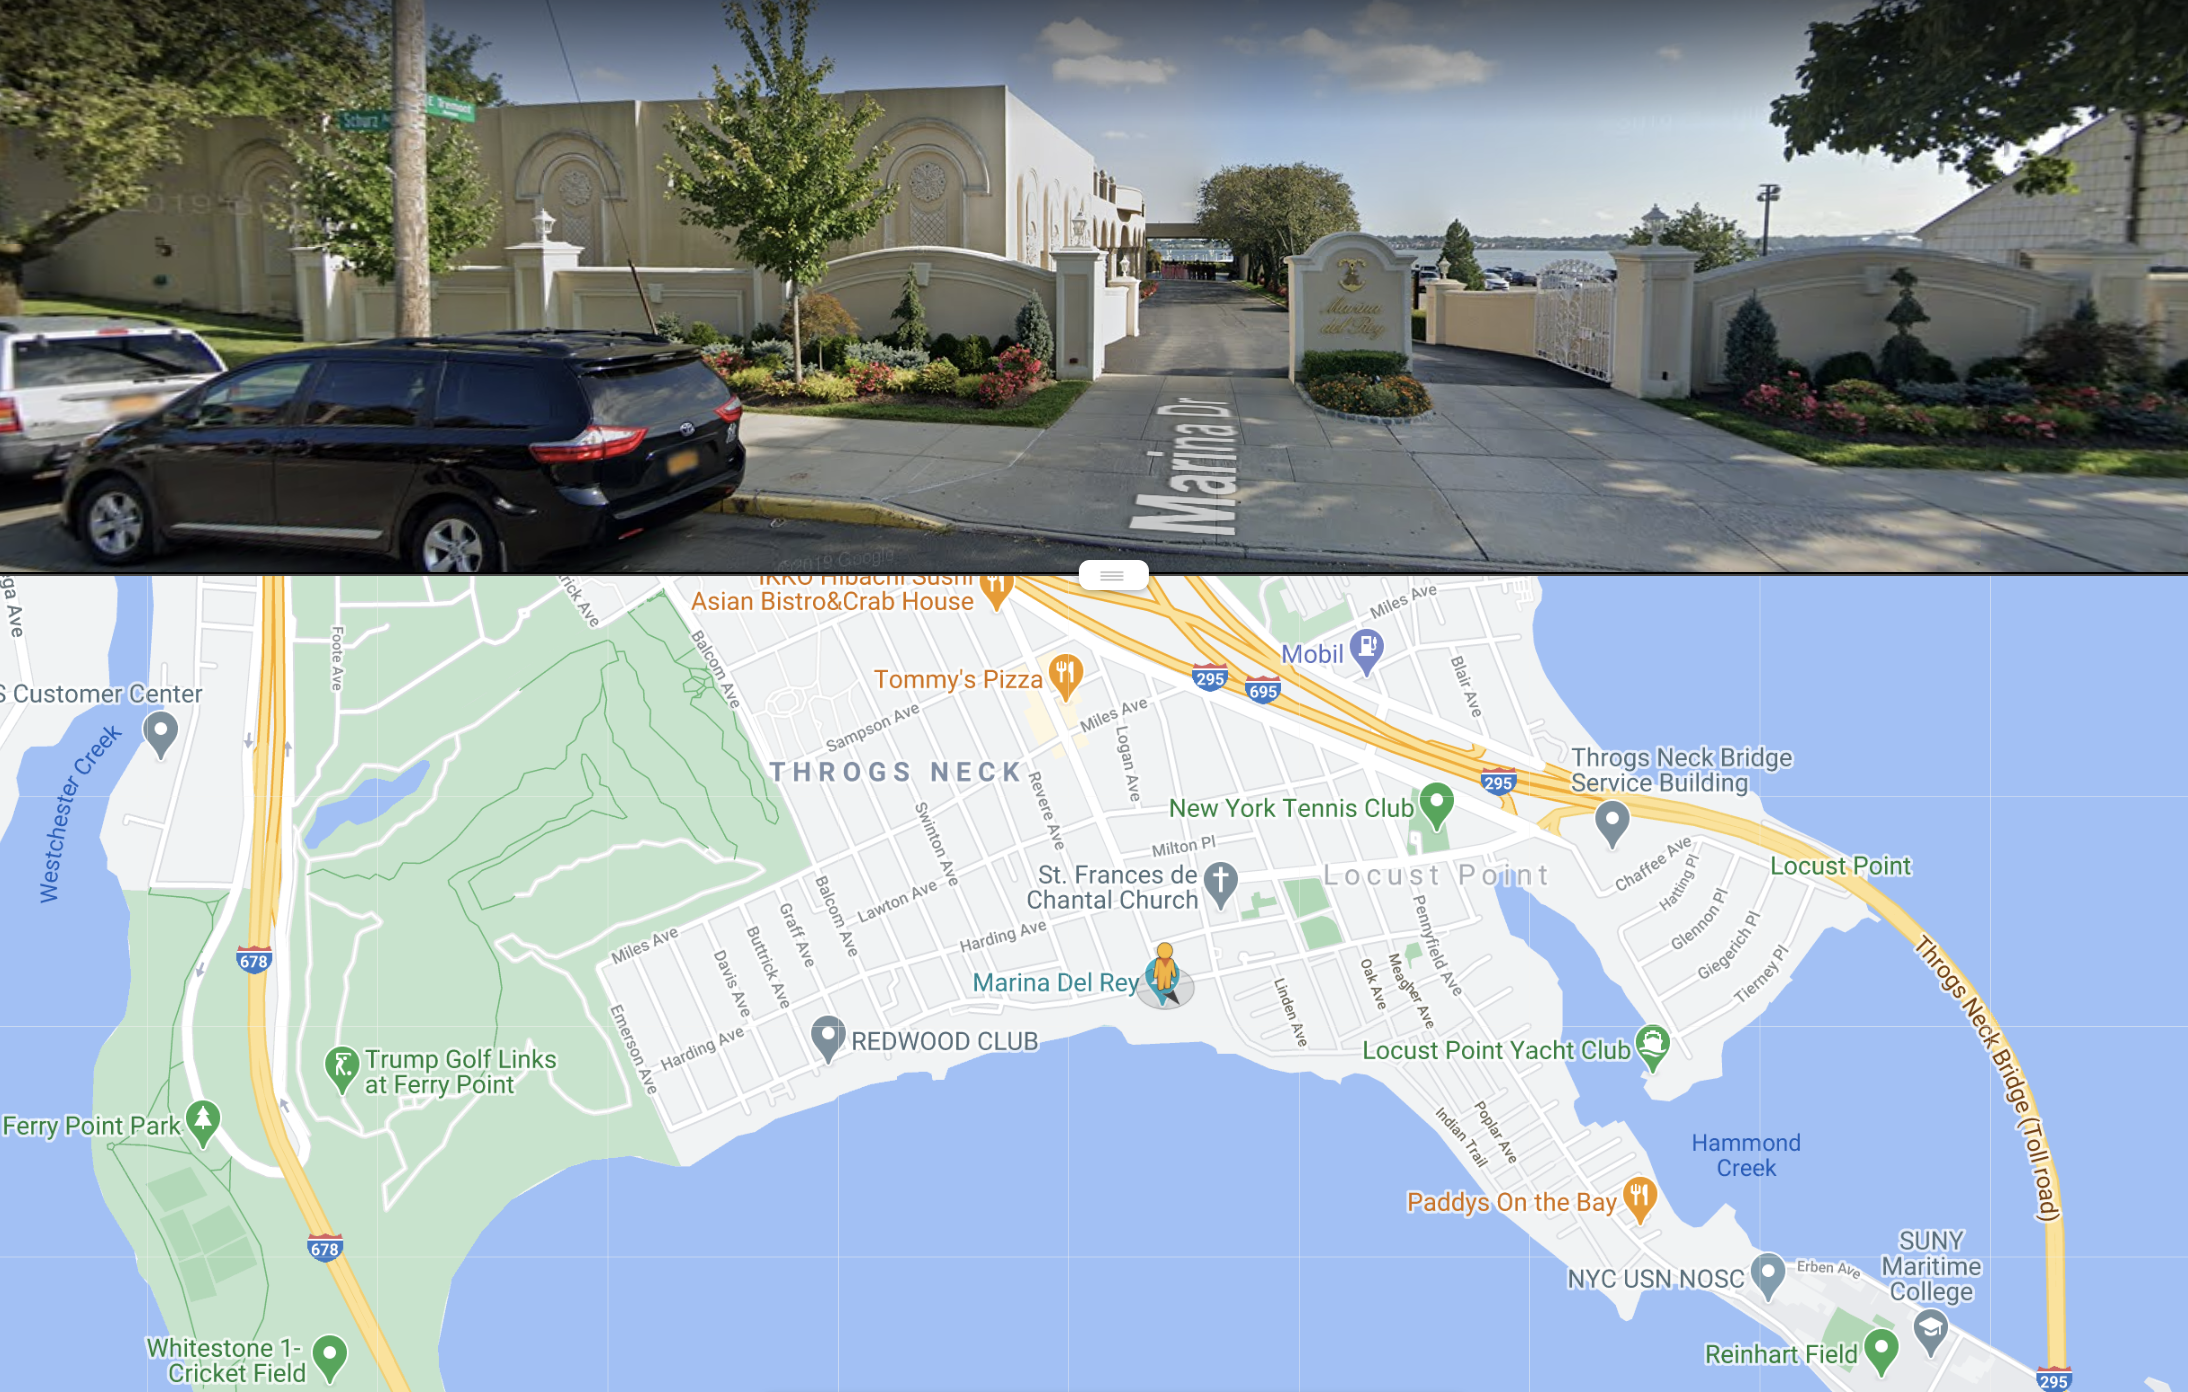 E Tremont
Schurz
Marina
del Rey
Marina Dr
©2019 Google
2019
IKKO Hibachi Sushi
Asian Bistro&Crab House
Miles Ave
Foote Ave
Balcom Ave
Mobil
Tommy's Pizza
295
695
Blair Ave
S Customer Center
Sampson Ave
Miles Ave
Logan Ave
Westchester Creek
THROGS NECK
Revere Ave
295
Throgs Neck Bridge
Service Building
Swinton Ave
New York Tennis Club
Milton Pl
Chaffee Ave
Locust Point
St. Frances de
Chantal Church
Locust Point
Hatting Pl
Balcom Ave
Lawton Ave
Graff Ave
Pennyfield Ave
Glennon Pl
Miles Ave
Buttrick Ave
Harding Ave
Giegerich Pl
678
Davis Ave
Marina Del Rey
Oak Ave
Meagher Ave
Tierney Pl
Linden Ave
Throgs Neck Bridge (Toll road)
Emerson Ave
Harding Ave
REDWOOD CLUB
Locust Point Yacht Club
Trump Golf Links
at Ferry Point
Ferry Point Park
Indian Trail
Poplar Ave
Hammond
Creek
Paddys On the Bay
678
SUNY
Maritime
College
NYC USN NOSC
Erben Ave
Whitestone 1-
Cricket Field
Reinhart Field
295